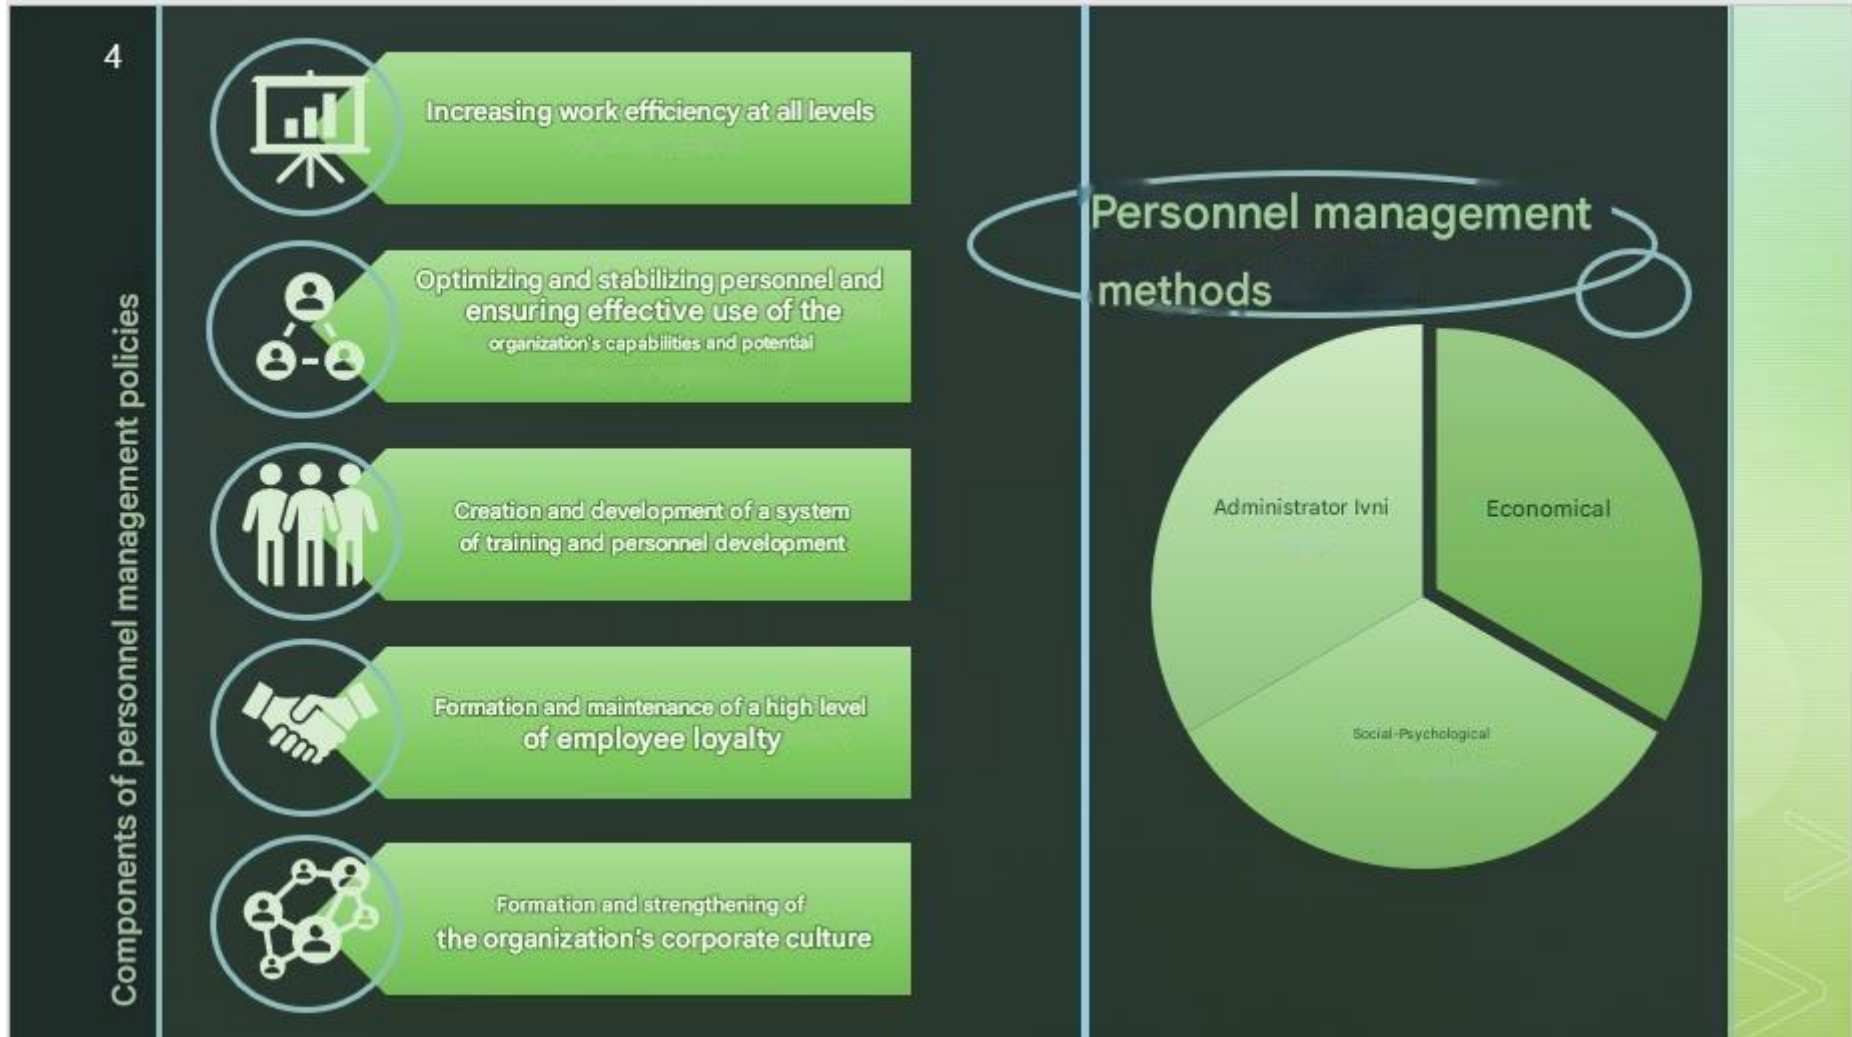 4
Components of personnel management policies
Increasing work efficiency at all levels
Optimizing and stabilizing personnel and
ensuring effective use of the
organization's capabilities and potential
Creation and development of a system
of training and personnel development
Formation and maintenance of a high level
of employee loyalty
Formation and strengthening of
the organization's corporate culture
Personnel management
methods
Administrator lvni
Economical
Social-Psychological